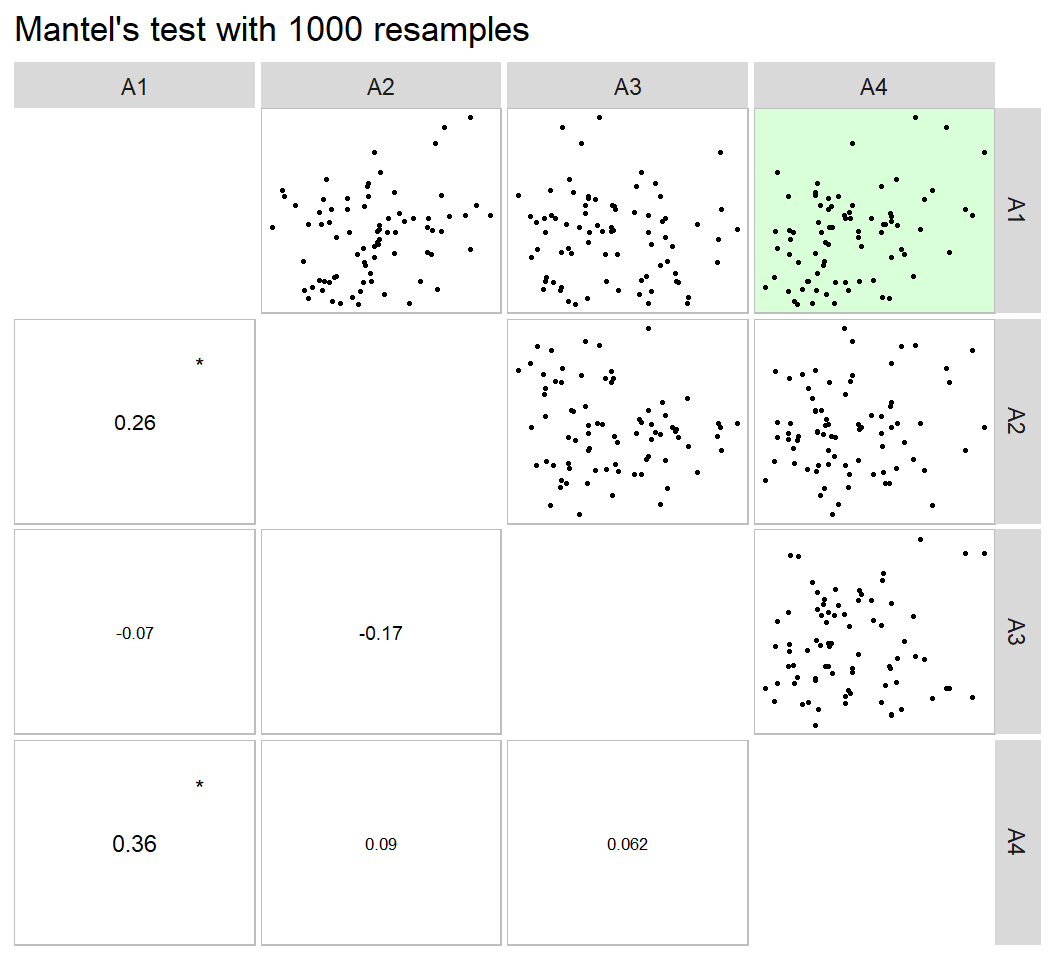 Mantel's test with 1000 resamples
A1 A2 A3 A4
A1
*
0.26
A2
-0.07 -0.17
A3
*
0.36 0.09 0.062
A4